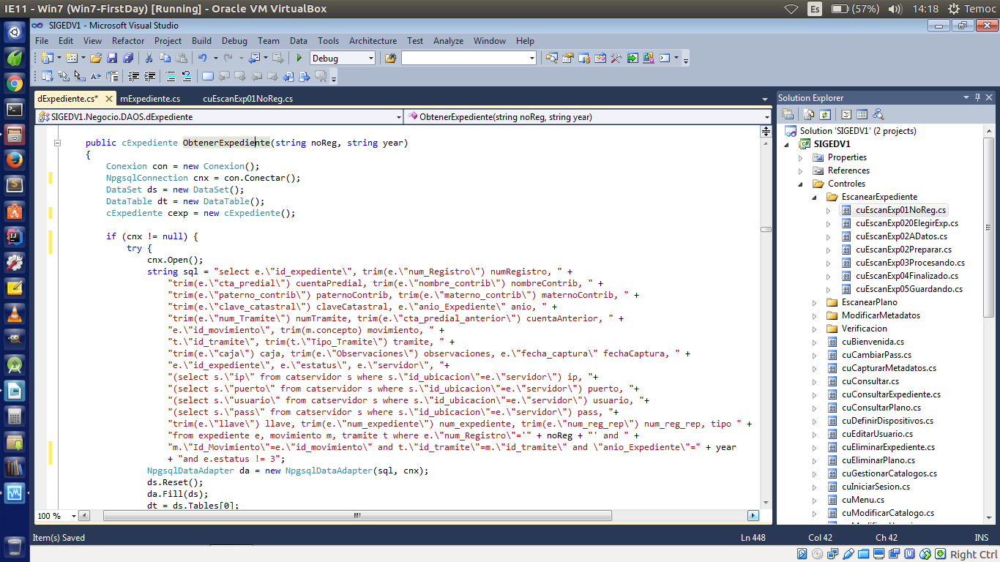 IE11 - Win7 (Win7-FirstDay) [Running] - Oracle VM VirtualBox
Es
(57%)
14:18
Temoc
SIGEDV1 - Microsoft Visual Studio
File Edit View Refactor Project Build Debug Team Data Tools Architecture Test Analyze Window Help
Debug
dExpediente.cs* mExpediente.cs cuEscanExp01NoReg.cs
SIGEDV1.Negocio.DAOS.dExpediente
ObtenerExpediente(string noReg, string year)
public cExpediente ObtenerExpediente(string noReg, string year)
{
Conexion con = new Conexion();
NpgsqlConnection cnx = con.Conectar();
DataSet ds = new DataSet();
DataTable dt = new DataTable();
cExpediente cexp = new cExpediente();
if (cnx != null) {
try {
cnx.Open();
string sql = "select e.\"id_expediente\", trim(e.\"num_Registro\") numRegistro, " +
"trim(e.\"cta_predial\") cuentaPredial, trim(e.\"nombre_contrib\") nombreContrib, " +
"trim(e.\"paterno_contrib\") paternoContrib, trim(e.\"materno_contrib\") maternoContrib, " +
"trim(e.\"clave_catastral\") claveCatastral, e.\"anio_Expediente\" anio, " +
"trim(e.\"num_Tramite\") numTramite, trim(e.\"cta_predial_anterior\") cuentaAnterior, " +
"e.\"id_movimiento\", trim(m.concepto) movimiento, " +
"t.\"id_tramite\", trim(t.\"Tipo_Tramite\") tramite, " +
"trim(e.\"caja\") caja, trim(e.\"Observaciones\") observaciones, e.\"fecha_captura\" fechaCaptura, " +
"e.\"id_expediente\", e.\"estatus\", e.\"servidor\", "+
"(select s.\"ip\" from catservidor s where s.\"id_ubicacion\"=e.\"servidor\") ip, "+
"(select s.\"puerto\" from catservidor s where s.\"id_ubicacion\"=e.\"servidor\") puerto, "+
"(select s.\"usuario\" from catservidor s where s.\"id_ubicacion\"=e.\"servidor\") usuario, "+
"(select s.\"pass\" from catservidor s where s.\"id_ubicacion\"=e.\"servidor\") pass, "+
"trim(e.\"llave\") llave, trim(e.\"num_expediente\") num_expediente, trim(e.\"num_reg_rep\") num_reg_rep, tipo " +
"from expediente e, movimiento m, tramite t where e.\"num_Registro\"='" + noReg + "' and " +
"m.\"Id_Movimiento\"=e.\"id_movimiento\" and t.\"id_tramite\"=m.\"id_tramite\" and \"anio_Expediente\"=" + year
+ "and e.estatus != 3";
NpgsqlDataAdapter da = new NpgsqlDataAdapter(sql, cnx);
ds.Reset();
da.Fill(ds);
dt = ds.Tables[0];
100 %
Solution Explorer
Solution 'SIGEDV1' (2 projects)
SIGEDV1
Properties
References
Controles
EscanearExpediente
cuEscanExp01NoReg.cs
cuEscanExp020ElegirExp.cs
cuEscanExp02ADatos.cs
cuEscanExp02Preparar.cs
cuEscanExp03Procesando.cs
cuEscanExp04Finalizado.cs
cuEscanExp05Guardando.cs
EscanearPlano
ModificarMetadatos
Verificacion
cuBienvenida.cs
cuCambiarPass.cs
cuCapturarMetadatos.cs
cuConsultar.cs
cuConsultarExpediente.cs
cuConsultarPlano.cs
cuDefinirDispositivos.cs
cuEditarUsuario.cs
cuEliminarExpediente.cs
cuEliminarPlano.cs
cuGestionarCatalogos.cs
cuIniciarSesion.cs
cuMenu.cs
cuModificarCatalogo.cs
Item(s) Saved
Ln 448
Col 42
Ch 42
INS
Right Ctrl